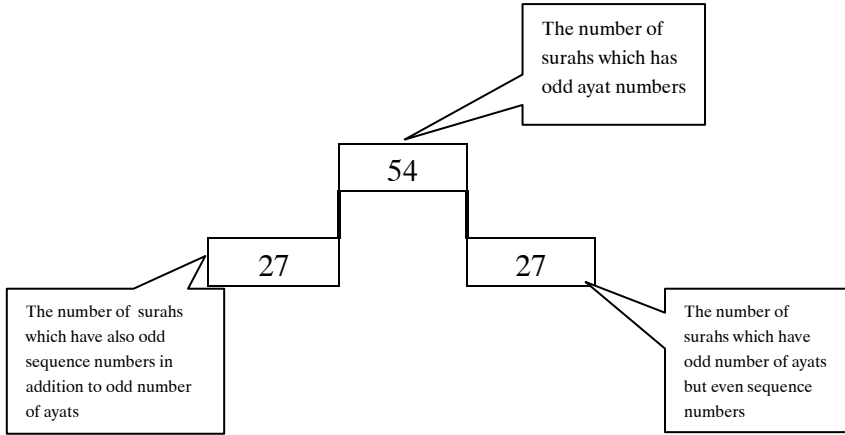 The number of
surahs which has
odd ayat numbers
54
27
27
The number of surahs
which have also odd
sequence numbers in
addition to odd number
of ayats
The number of
surahs which have
odd number of ayats
but even sequence
numbers